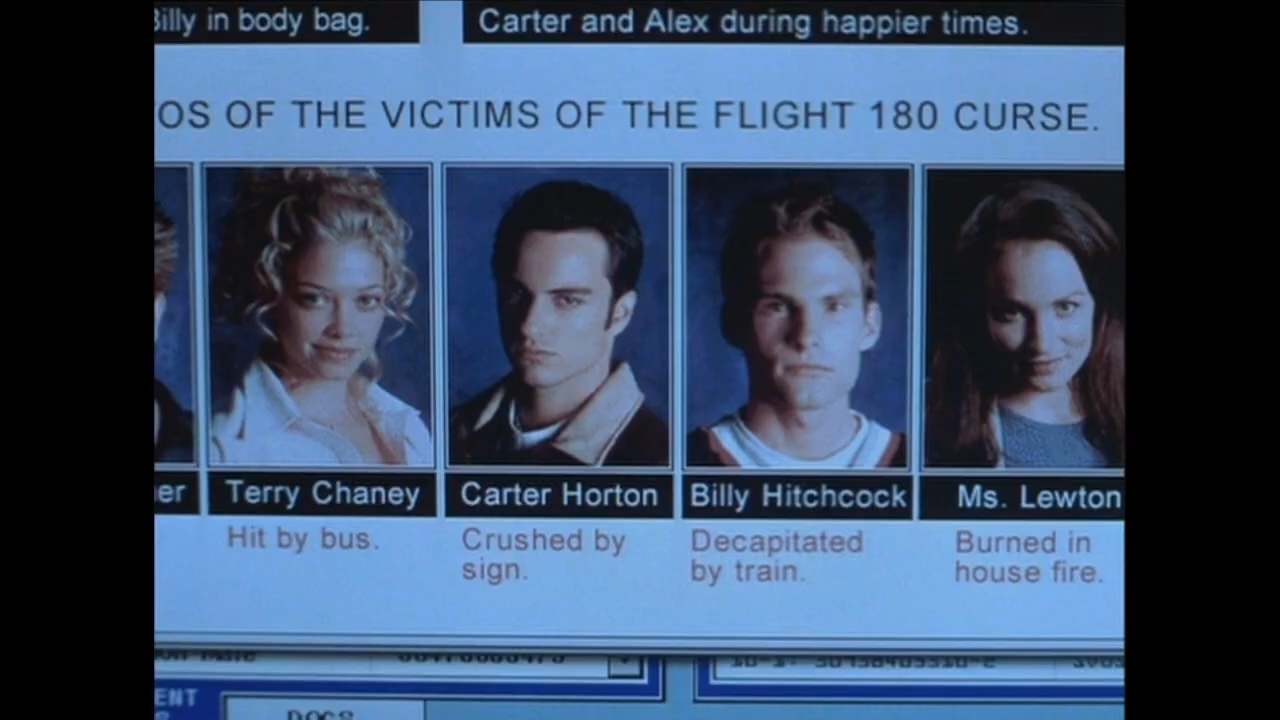 Billy in body bag.
Carter and Alex during happier times.
OS OF THE VICTIMS OF THE FLIGHT 180 CURSE.
er
Terry Chaney
Carter Horton
Billy Hitchcock
Ms. Lewton
Hit by bus.
Crushed by
sign.
Decapitated
by train.
Burned in
house fire.
ENT
DOCS